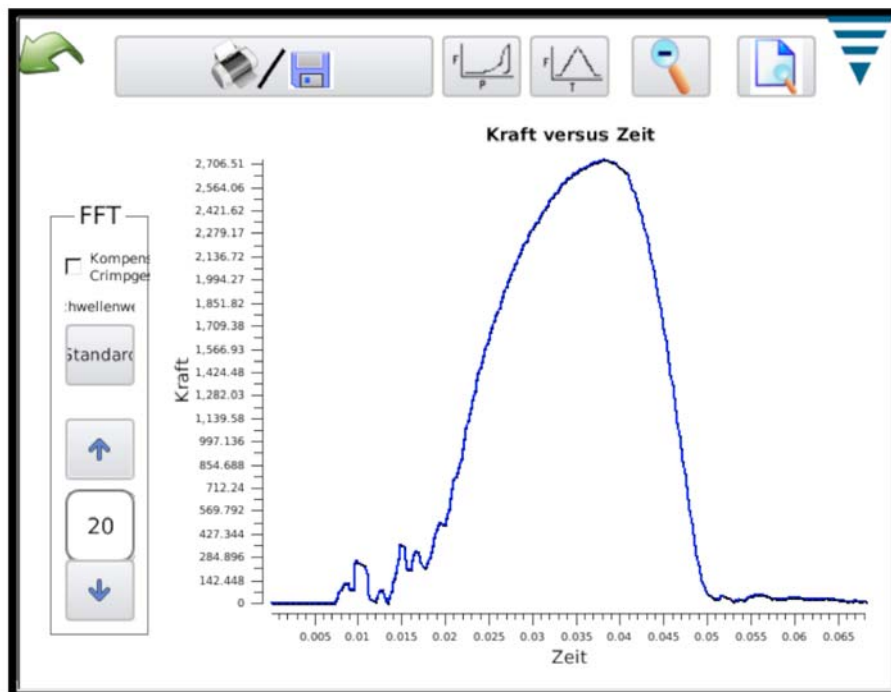 F
P
F
T
Kraft versus Zeit
FFT
Kompens
Crimpge
:hwellenwe
Standard
20
Kraft
2,706.51
2,564.06
2,421.62
2,279.17
2,136.72
1,994.27
1,851.82
1,709.38
1,566.93
1,424.48
1,282.03
1,139.58
997.136
854.688
712.24
569.792
427.344
284.896
142.448
0
0.005 0.01 0.015 0.02 0.025 0.03 0.035 0.04 0.045 0.05 0.055 0.06 0.065
Zeit